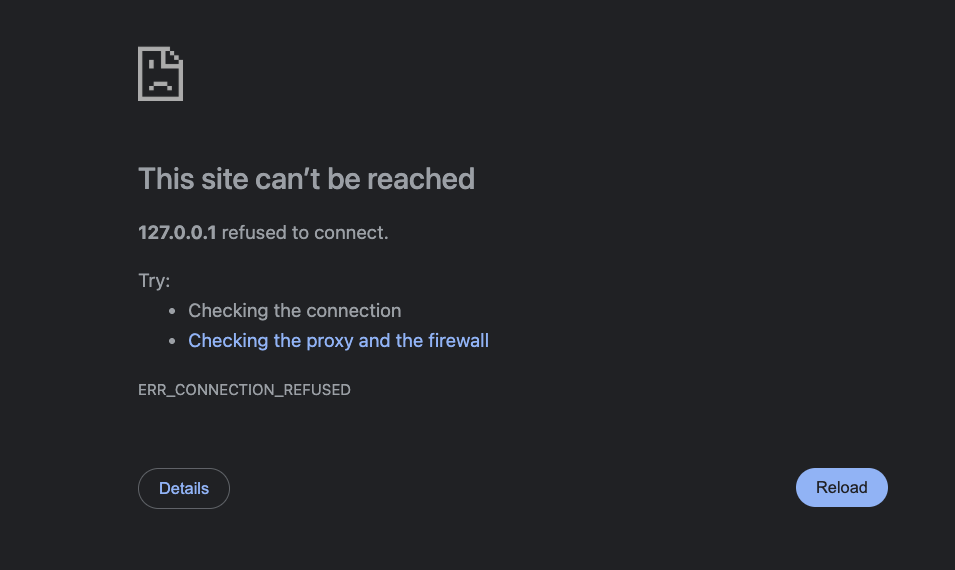 This site can’t be reached
127.0.0.1 refused to connect.
Try:
• Checking the connection
• Checking the proxy and the firewall
ERR_CONNECTION_REFUSED
Details
Reload